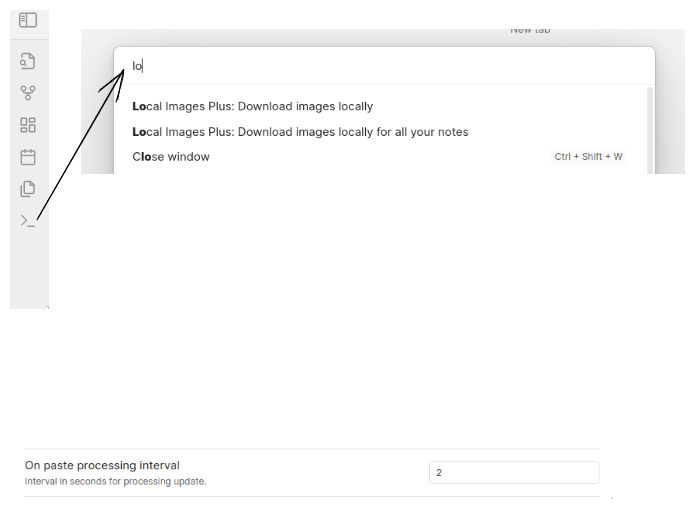 New tab
lo
Local Images Plus: Download images locally
Local Images Plus: Download images locally for all your notes
Close window Ctrl + Shift + W
On paste processing interval
2
Interval in seconds for processing update.